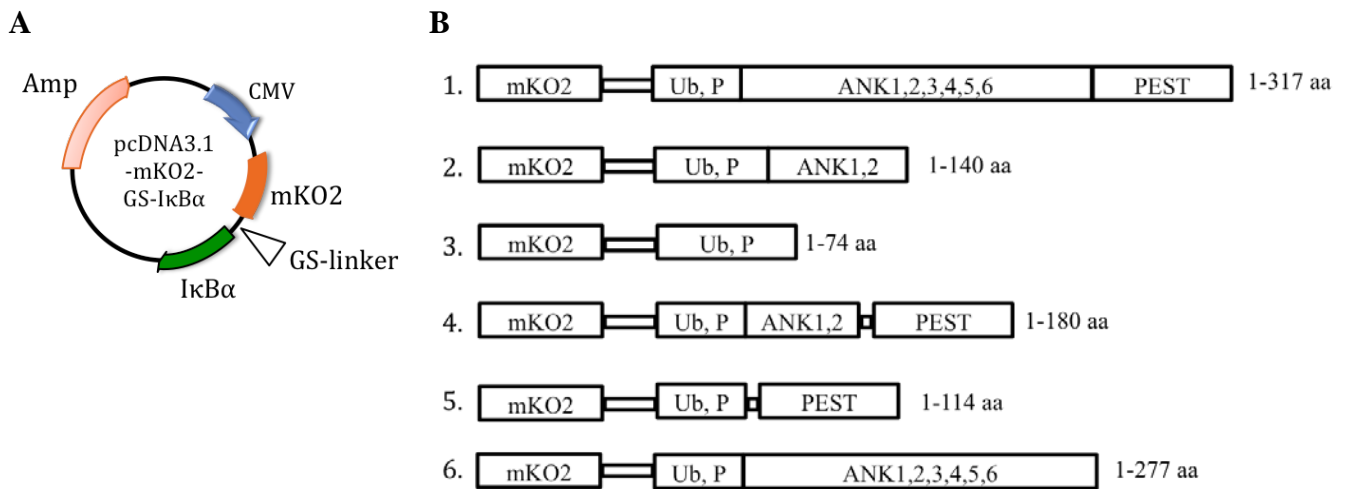 A
Amp
CMV
pcDNA3.1
-mKO2-
GS-IκBα
mKO2
GS-linker
IκBα
B
1. mKO2 Ub, P ANK1,2,3,4,5,6 PEST 1-317 aa
2. mKO2 Ub, P ANK1,2 1-140 aa
3. mKO2 Ub, P 1-74 aa
4. mKO2 Ub, P ANK1,2 PEST 1-180 aa
5. mKO2 Ub, P PEST 1-114 aa
6. mKO2 Ub, P ANK1,2,3,4,5,6 1-277 aa